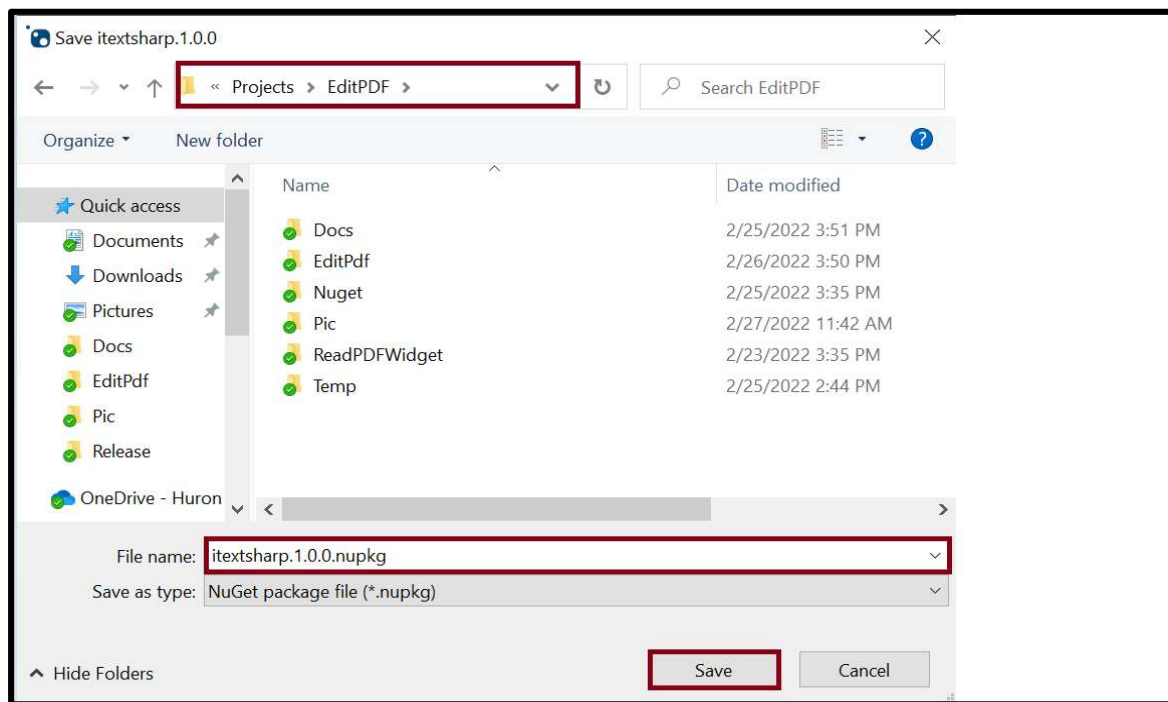 Save itextsharp.1.0.0
« Projects > EditPDF >
Search EditPDF
Organize
New folder
?
Name
Date modified
Quick access
Documents
Downloads
Pictures
Docs
EditPdf
Pic
Release
OneDrive - Huron
Docs 2/25/2022 3:51 PM
EditPdf 2/26/2022 3:50 PM
Nuget 2/25/2022 3:35 PM
Pic 2/27/2022 11:42 AM
ReadPDFWidget 2/23/2022 3:35 PM
Temp 2/25/2022 2:44 PM
File name: itextsharp.1.0.0.nupkg
Save as type: NuGet package file (*.nupkg)
Hide Folders
Save
Cancel